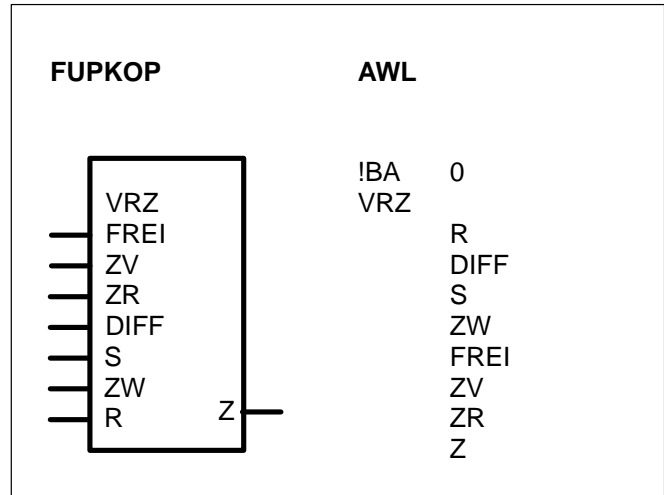 FUPKOP AWL
VRZ
FREI
ZV
ZR
DIFF
S
ZW
R Z
!BA 0
VRZ
R
DIFF
S
ZW
FREI
ZV
ZR
Z